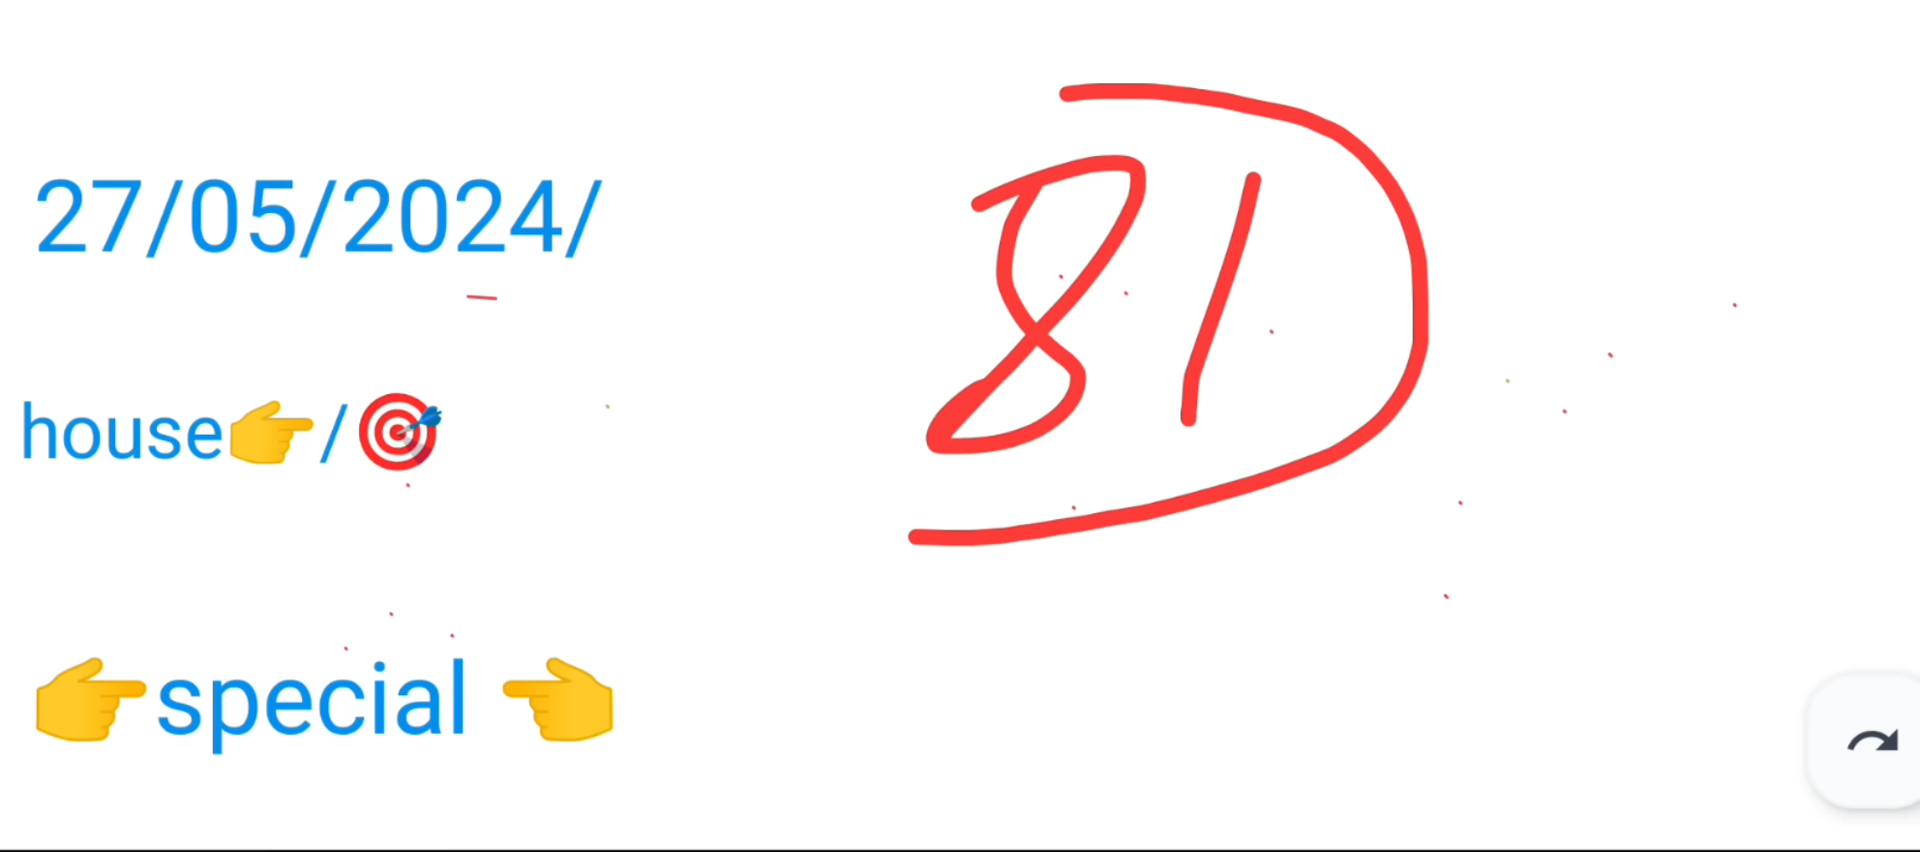 27/05/2024/
81
house👉/🎯
👉special 👈